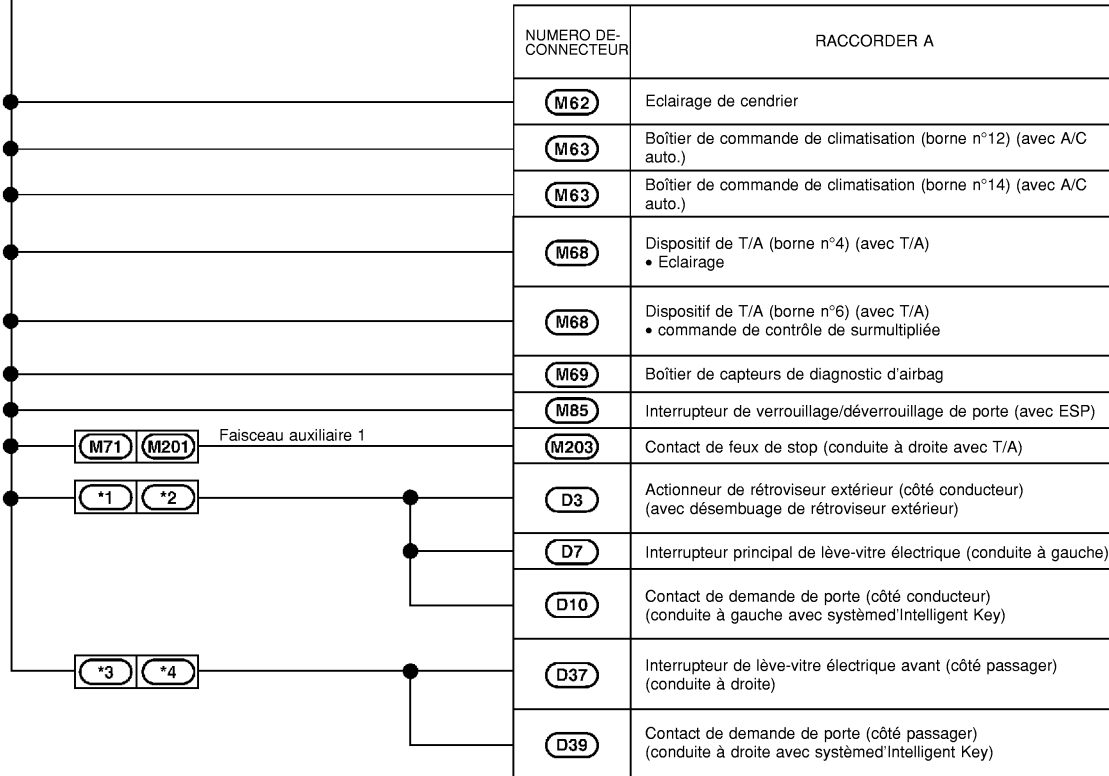 NUMERO DE-
CONNECTEUR
RACCORDER A
M62
Eclairage de cendrier
M63
Boîtier de commande de climatisation (borne n°12) (avec A/C
auto.)
M63
Boîtier de commande de climatisation (borne n°14) (avec A/C
auto.)
M68
Dispositif de T/A (borne n°4) (avec T/A)
• Eclairage
M68
Dispositif de T/A (borne n°6) (avec T/A)
• commande de contrôle de surmultipliée
M69
Boîtier de capteurs de diagnostic d'airbag
M85
Interrupteur de verrouillage/déverrouillage de porte (avec ESP)
M71 M201 Faisceau auxiliaire 1
M203
Contact de feux de stop (conduite à droite avec T/A)
*1 *2
D3
Actionneur de rétroviseur extérieur (côté conducteur)
(avec désembuage de rétroviseur extérieur)
D7
Interrupteur principal de lève-vitre électrique (conduite à gauche)
D10
Contact de demande de porte (côté conducteur)
(conduite à gauche avec systèmed'Intelligent Key)
*3 *4
D37
Interrupteur de lève-vitre électrique avant (côté passager)
(conduite à droite)
D39
Contact de demande de porte (côté passager)
(conduite à droite avec systèmed'Intelligent Key)